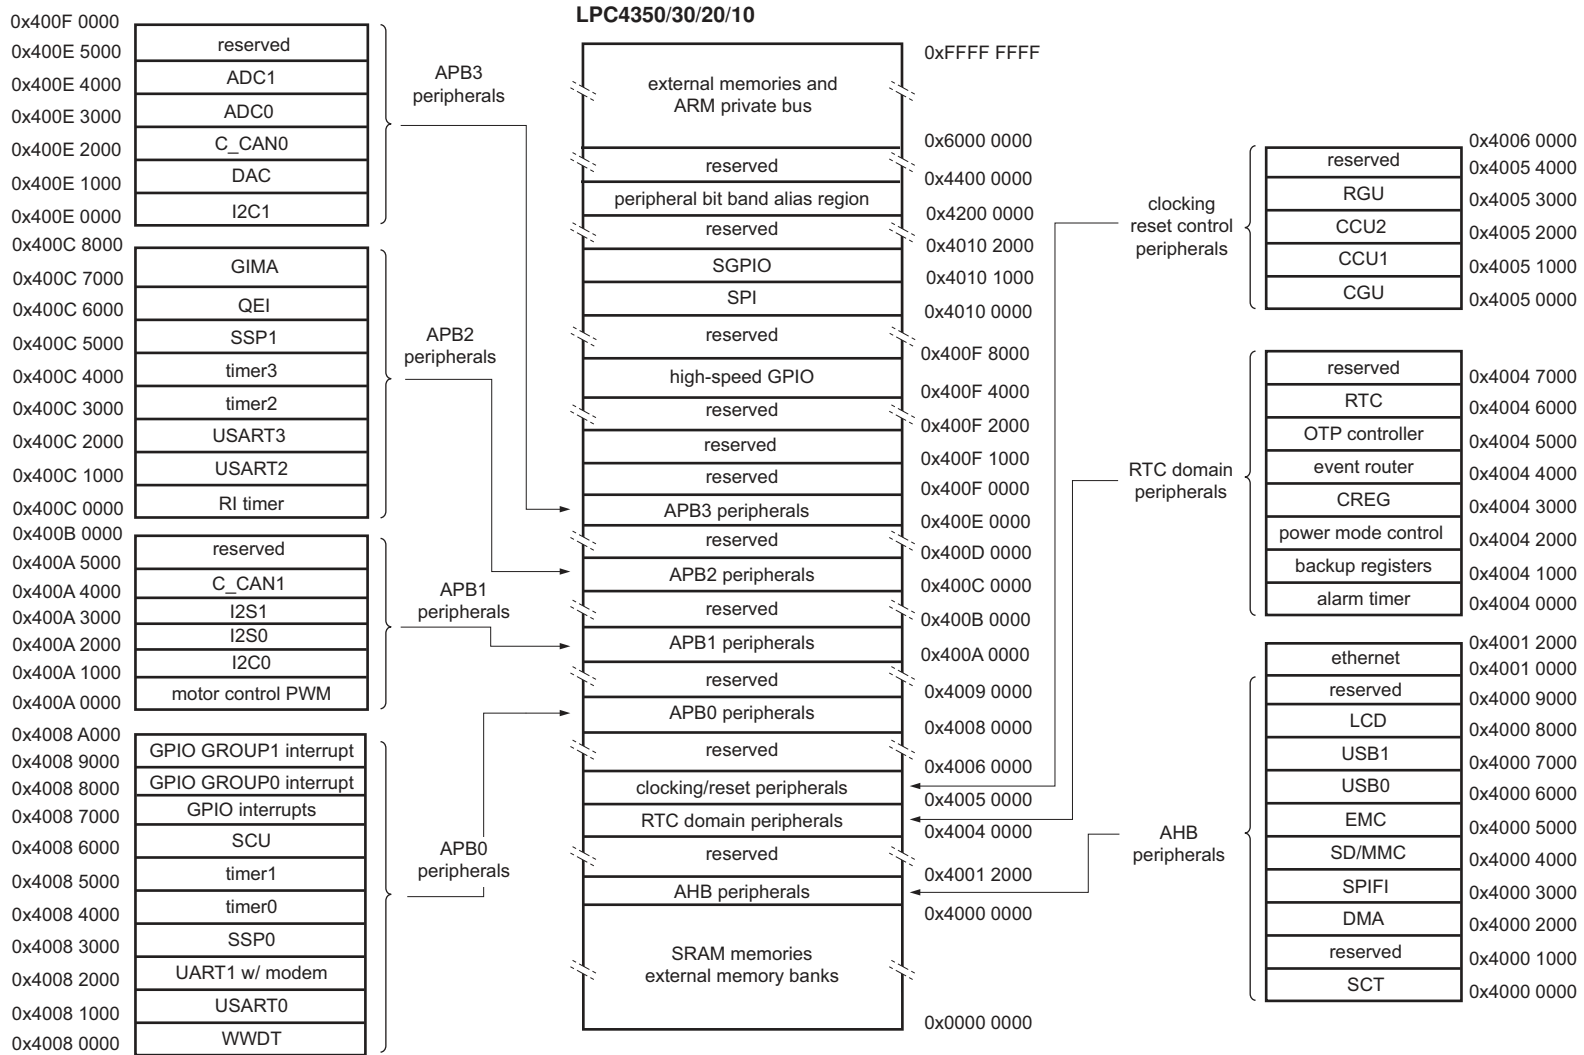 LPC4350/30/20/10
0x400F 0000
reserved
0x400E 5000
ADC1
0x400E 4000
ADC0
0x400E 3000
C_CAN0
0x400E 2000
DAC
0x400E 1000
I2C1
0x400E 0000
APB3
peripherals
0x400C 8000
GIMA
0x400C 7000
QEI
0x400C 6000
SSP1
0x400C 5000
timer3
0x400C 4000
timer2
0x400C 3000
USART3
0x400C 2000
USART2
0x400C 1000
RI timer
0x400C 0000
APB2
peripherals
0x400B 0000
reserved
0x400A 5000
C_CAN1
0x400A 4000
I2S1
0x400A 3000
I2S0
0x400A 2000
I2C0
0x400A 1000
motor control PWM
0x400A 0000
APB1
peripherals
0x4008 A000
GPIO GROUP1 interrupt
0x4008 9000
GPIO GROUP0 interrupt
0x4008 8000
GPIO interrupts
0x4008 7000
SCU
0x4008 6000
timer1
0x4008 5000
timer0
0x4008 4000
SSP0
0x4008 3000
UART1 w/ modem
0x4008 2000
USART0
0x4008 1000
WWDT
0x4008 0000
APB0
peripherals
0xFFFF FFFF
external memories and
ARM private bus
0x6000 0000
reserved
0x4400 0000
peripheral bit band alias region
0x4200 0000
reserved
0x4010 2000
SGPIO
0x4010 1000
SPI
0x4010 0000
reserved
0x400F 8000
high-speed GPIO
0x400F 4000
reserved
0x400F 2000
reserved
0x400F 1000
reserved
0x400F 0000
APB3 peripherals
0x400E 0000
reserved
0x400D 0000
APB2 peripherals
0x400C 0000
reserved
0x400B 0000
APB1 peripherals
0x400A 0000
reserved
0x4009 0000
APB0 peripherals
0x4008 0000
reserved
0x4006 0000
clocking/reset peripherals
0x4005 0000
RTC domain peripherals
0x4004 0000
reserved
0x4001 2000
AHB peripherals
0x4000 0000
SRAM memories
external memory banks
0x0000 0000
clocking
reset control
peripherals
0x4006 0000
reserved
0x4005 4000
RGU
0x4005 3000
CCU2
0x4005 2000
CCU1
0x4005 1000
CGU
0x4005 0000
RTC domain
peripherals
reserved
0x4004 7000
RTC
0x4004 6000
OTP controller
0x4004 5000
event router
0x4004 4000
CREG
0x4004 3000
power mode control
0x4004 2000
backup registers
0x4004 1000
alarm timer
0x4004 0000
AHB
peripherals
0x4001 2000
ethernet
0x4001 0000
reserved
0x4000 9000
LCD
0x4000 8000
USB1
0x4000 7000
USB0
0x4000 6000
EMC
0x4000 5000
SD/MMC
0x4000 4000
SPIFI
0x4000 3000
DMA
0x4000 2000
reserved
0x4000 1000
SCT
0x4000 0000